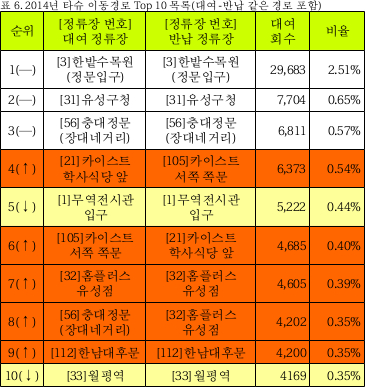 표 6. 2014년 타슈 이동경로 Top 10 목록(대여-반납 같은 경로 포함)
순위 [정류장 번호] 대여 정류장 [정류장 번호] 반납 정류장 대여 회수 비율
1(—) [3]한밭수목원 (정문입구) [3]한밭수목원 (정문입구) 29,683 2.51%
2(—) [31]유성구청 [31]유성구청 7,704 0.65%
3(—) [56]충대정문 (장대네거리) [56]충대정문 (장대네거리) 6,811 0.57%
4(↑) [21]카이스트 학사식당 앞 [105]카이스트 서쪽 쪽문 6,373 0.54%
5(↓) [1]무역전시관 입구 [1]무역전시관 입구 5,222 0.44%
6(↑) [105]카이스트 서쪽 쪽문 [21]카이스트 학사식당 앞 4,685 0.40%
7(↑) [32]홈플러스 유성점 [32]홈플러스 유성점 4,605 0.39%
8(↑) [56]충대정문 (장대네거리) [32]홈플러스 유성점 4,202 0.35%
9(↑) [112]한남대후문 [112]한남대후문 4,200 0.35%
10(↓) [33]월평역 [33]월평역 4169 0.35%